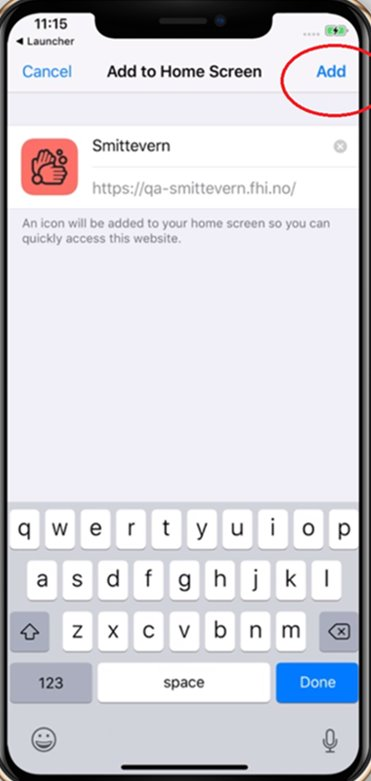 11:15
◀ Launcher
Cancel Add to Home Screen Add
Smittevern
https://qa-smittevern.fhi.no/
An icon will be added to your home screen so you can
quickly access this website.
q w e r t y u i o p
a s d f g h j k l
z x c v b n m
123 space Done